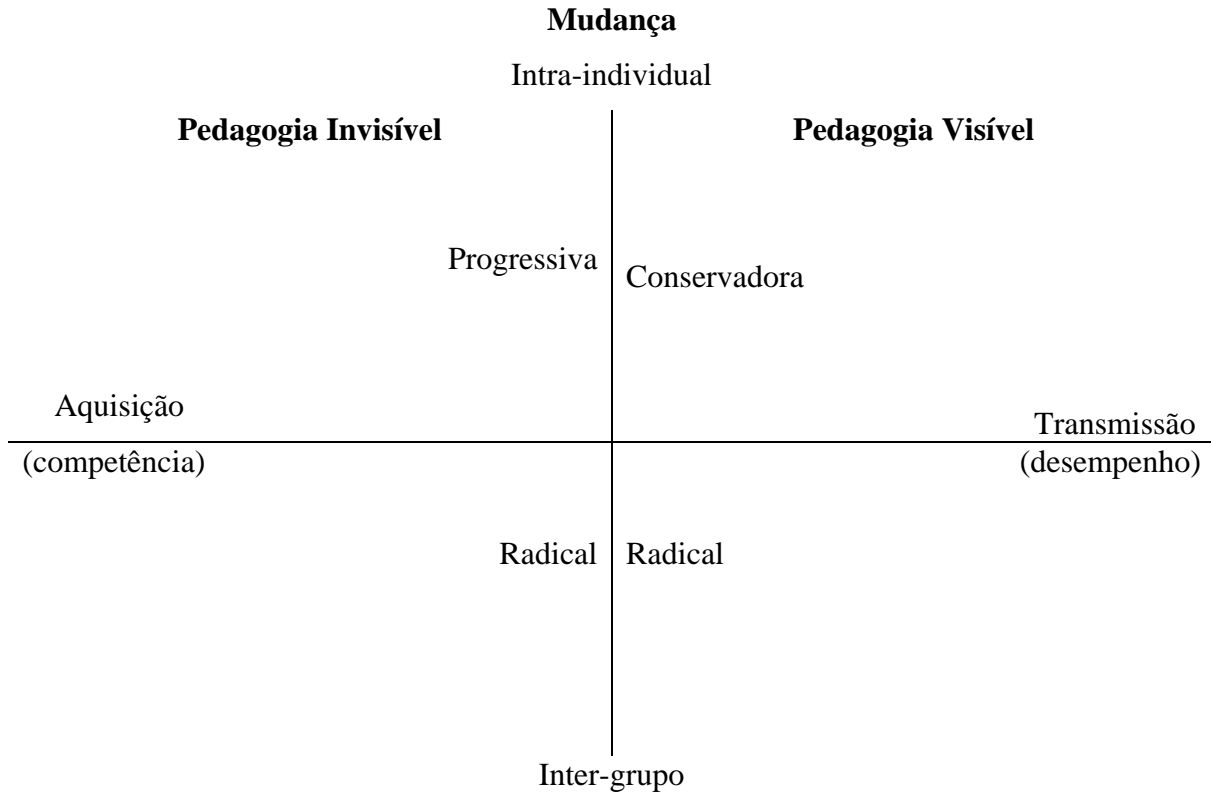 Mudança
Intra-individual
Pedagogia Invisível
Pedagogia Visível
Progressiva
Conservadora
Aquisição
Transmissão
(competência)
(desempenho)
Radical
Radical
Inter-grupo